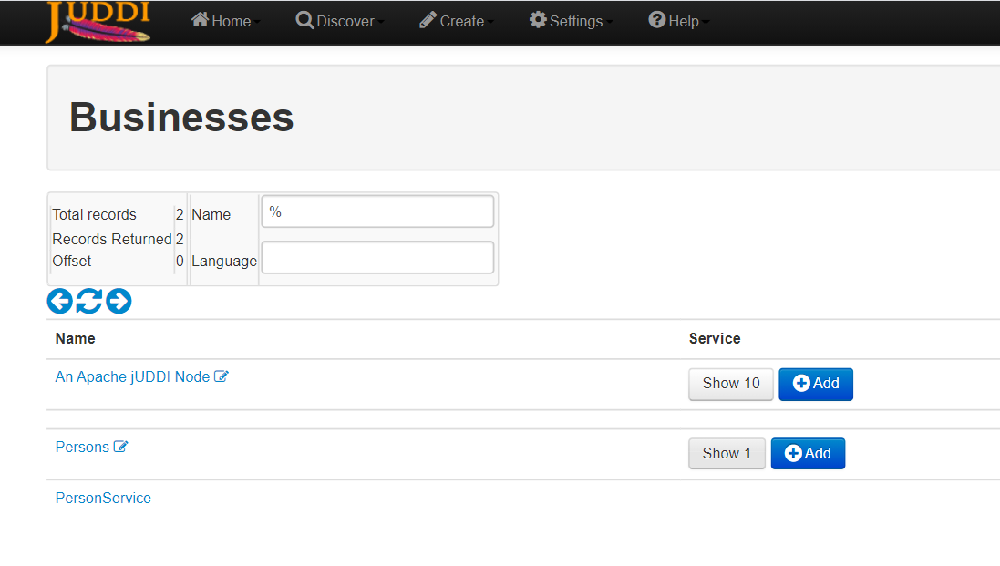 JUDDI Home Discover Create Settings Help
Businesses
Total records 2 Name %
Records Returned 2
Offset 0 Language
Name Service
An Apache jUDDI Node Show 10 Add
Persons Show 1 Add
PersonService